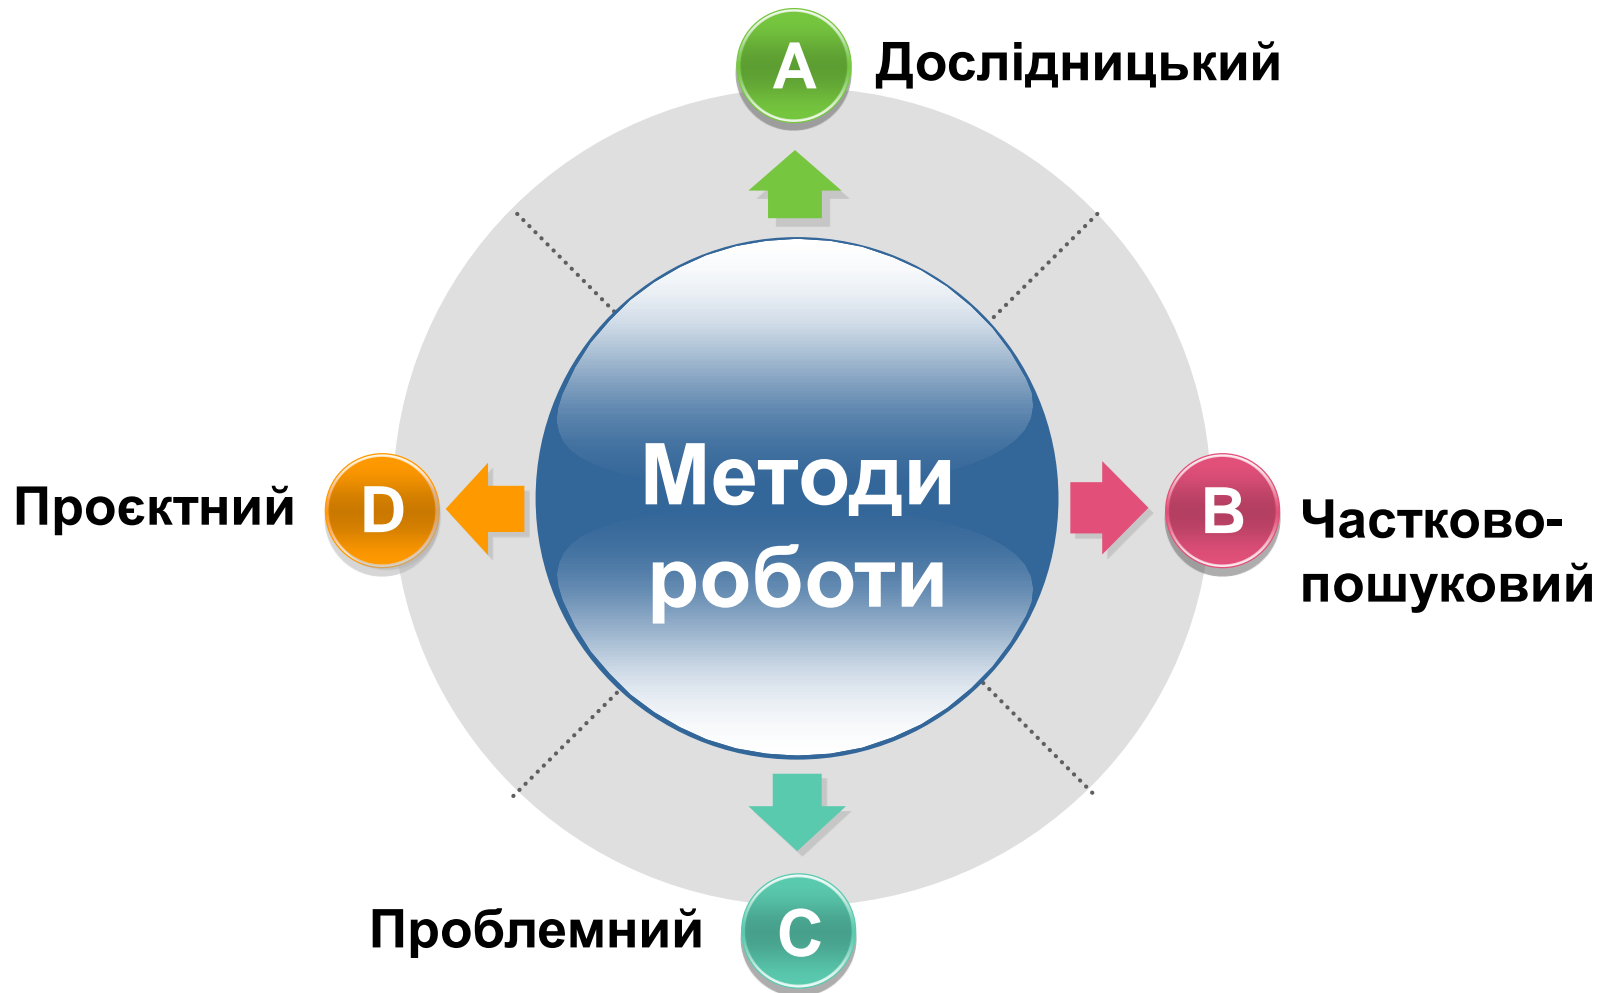 A
Дослідницький
Методи
роботи
B
Частково-
пошуковий
C
Проблемний
D
Проєктний